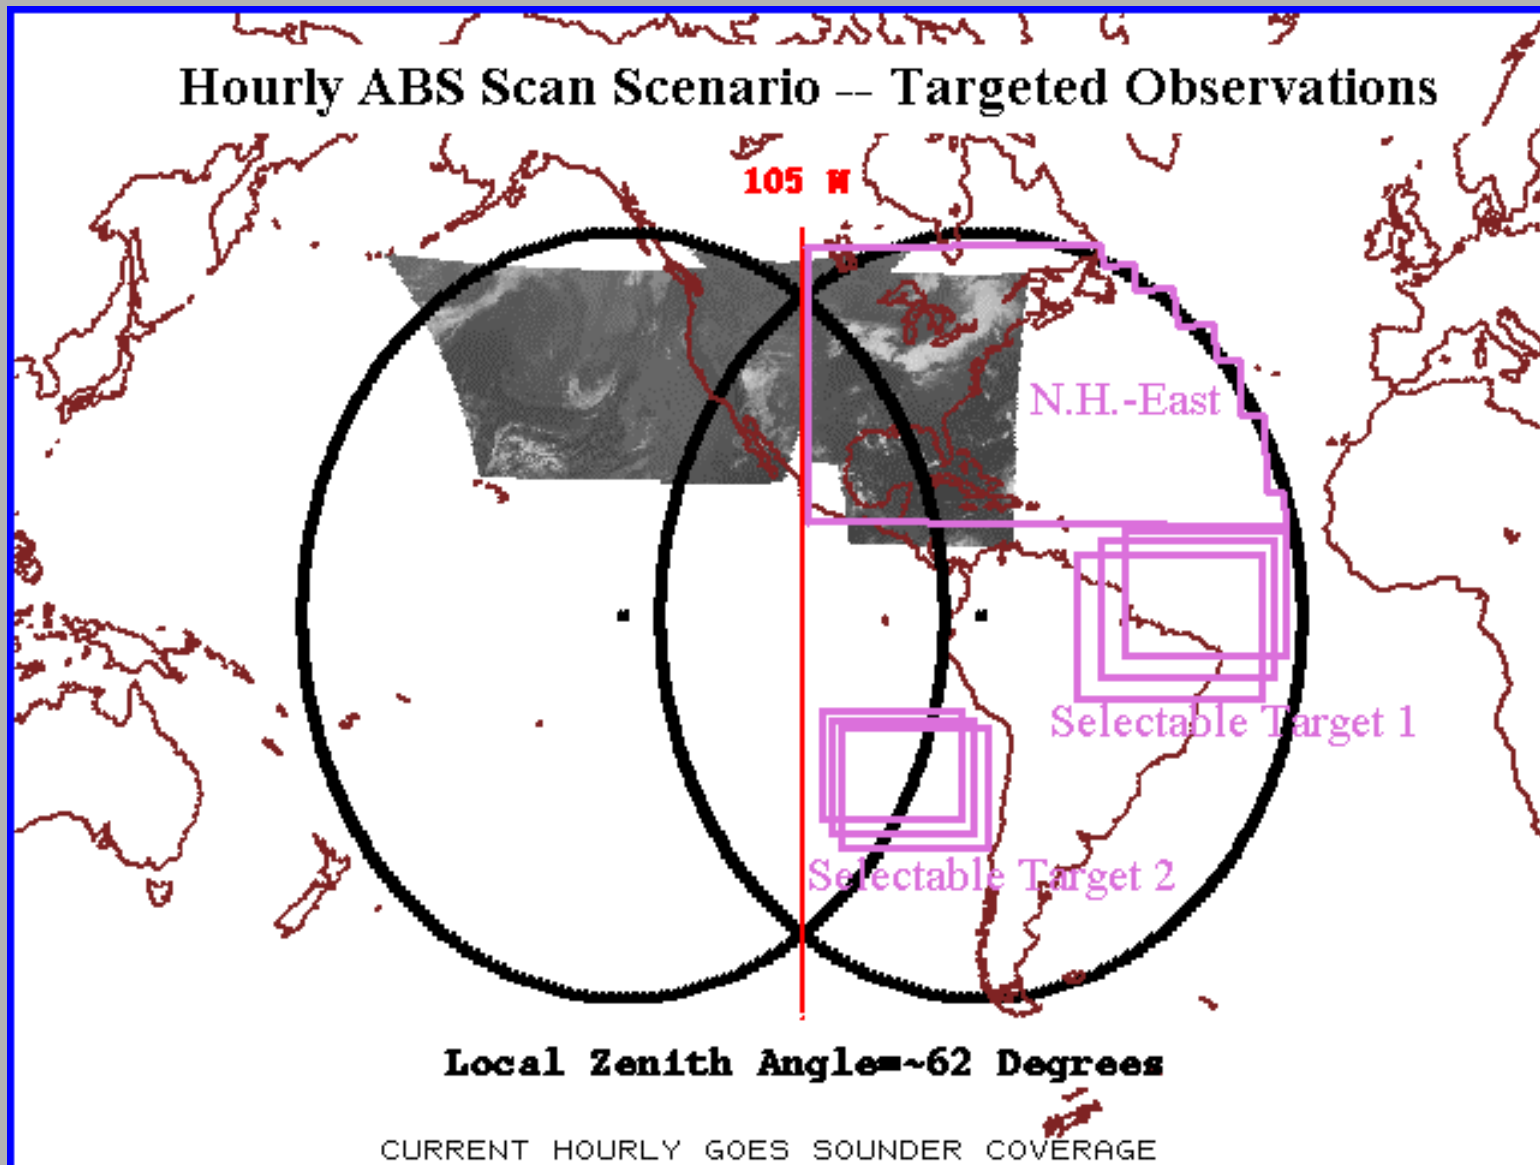 Hourly ABS Scan Scenario -- Targeted Observations
105 W
N.H.-East
Selectable Target 1
Selectable Target 2
Local Zenith Angle=~62 Degrees
CURRENT HOURLY GOES SOUNDER COVERAGE